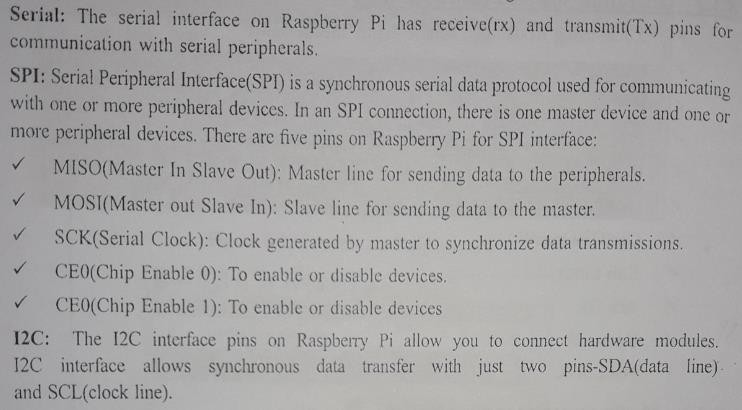 Serial: The serial interface on Raspberry Pi has receive(rx) and transmit(Tx) pins for
communication with serial peripherals.
SPI: Serial Peripheral Interface(SPI) is a synchronous serial data protocol used for communicating
with one or more peripheral devices. In an SPI connection, there is one master device and one or
more peripheral devices. There are five pins on Raspberry Pi for SPI interface:
✓ MISO(Master In Slave Out): Master line for sending data to the peripherals.
✓ MOSI(Master out Slave In): Slave line for sending data to the master.
✓ SCK(Serial Clock): Clock generated by master to synchronize data transmissions.
✓ CE0(Chip Enable 0): To enable or disable devices.
✓ CE0(Chip Enable 1): To enable or disable devices
I2C: The I2C interface pins on Raspberry Pi allow you to connect hardware modules.
I2C interface allows synchronous data transfer with just two pins-SDA(data line)
and SCL(clock line).